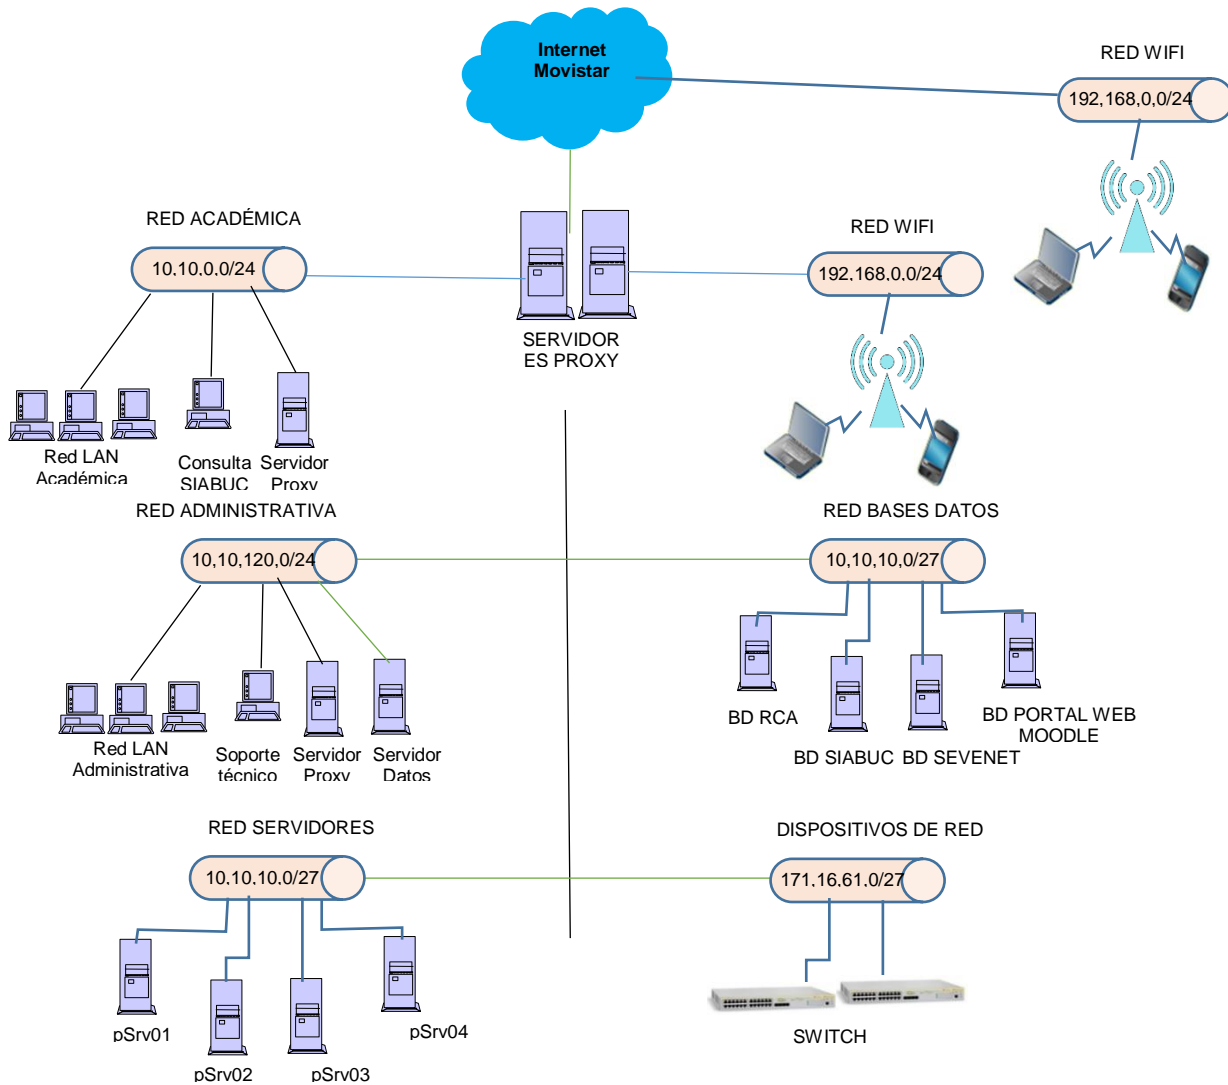 Internet
Movistar
RED WIFI
192,168,0,0/24
RED ACADÉMICA
10,10,0,0/24
RED WIFI
192,168,0,0/24
SERVIDOR
ES PROXY
Red LAN
Académica
Consulta
SIABUC
Servidor
Proxy
RED ADMINISTRATIVA
10,10,120,0/24
RED BASES DATOS
10,10,10,0/27
Red LAN
Administrativa
Soporte
técnico
Servidor
Proxy
Servidor
Datos
BD RCA
BD SIABUC
BD SEVENET
BD PORTAL WEB
MOODLE
RED SERVIDORES
10,10,10,0/27
DISPOSITIVOS DE RED
171,16,61,0/27
pSrv01
pSrv02
pSrv03
pSrv04
SWITCH